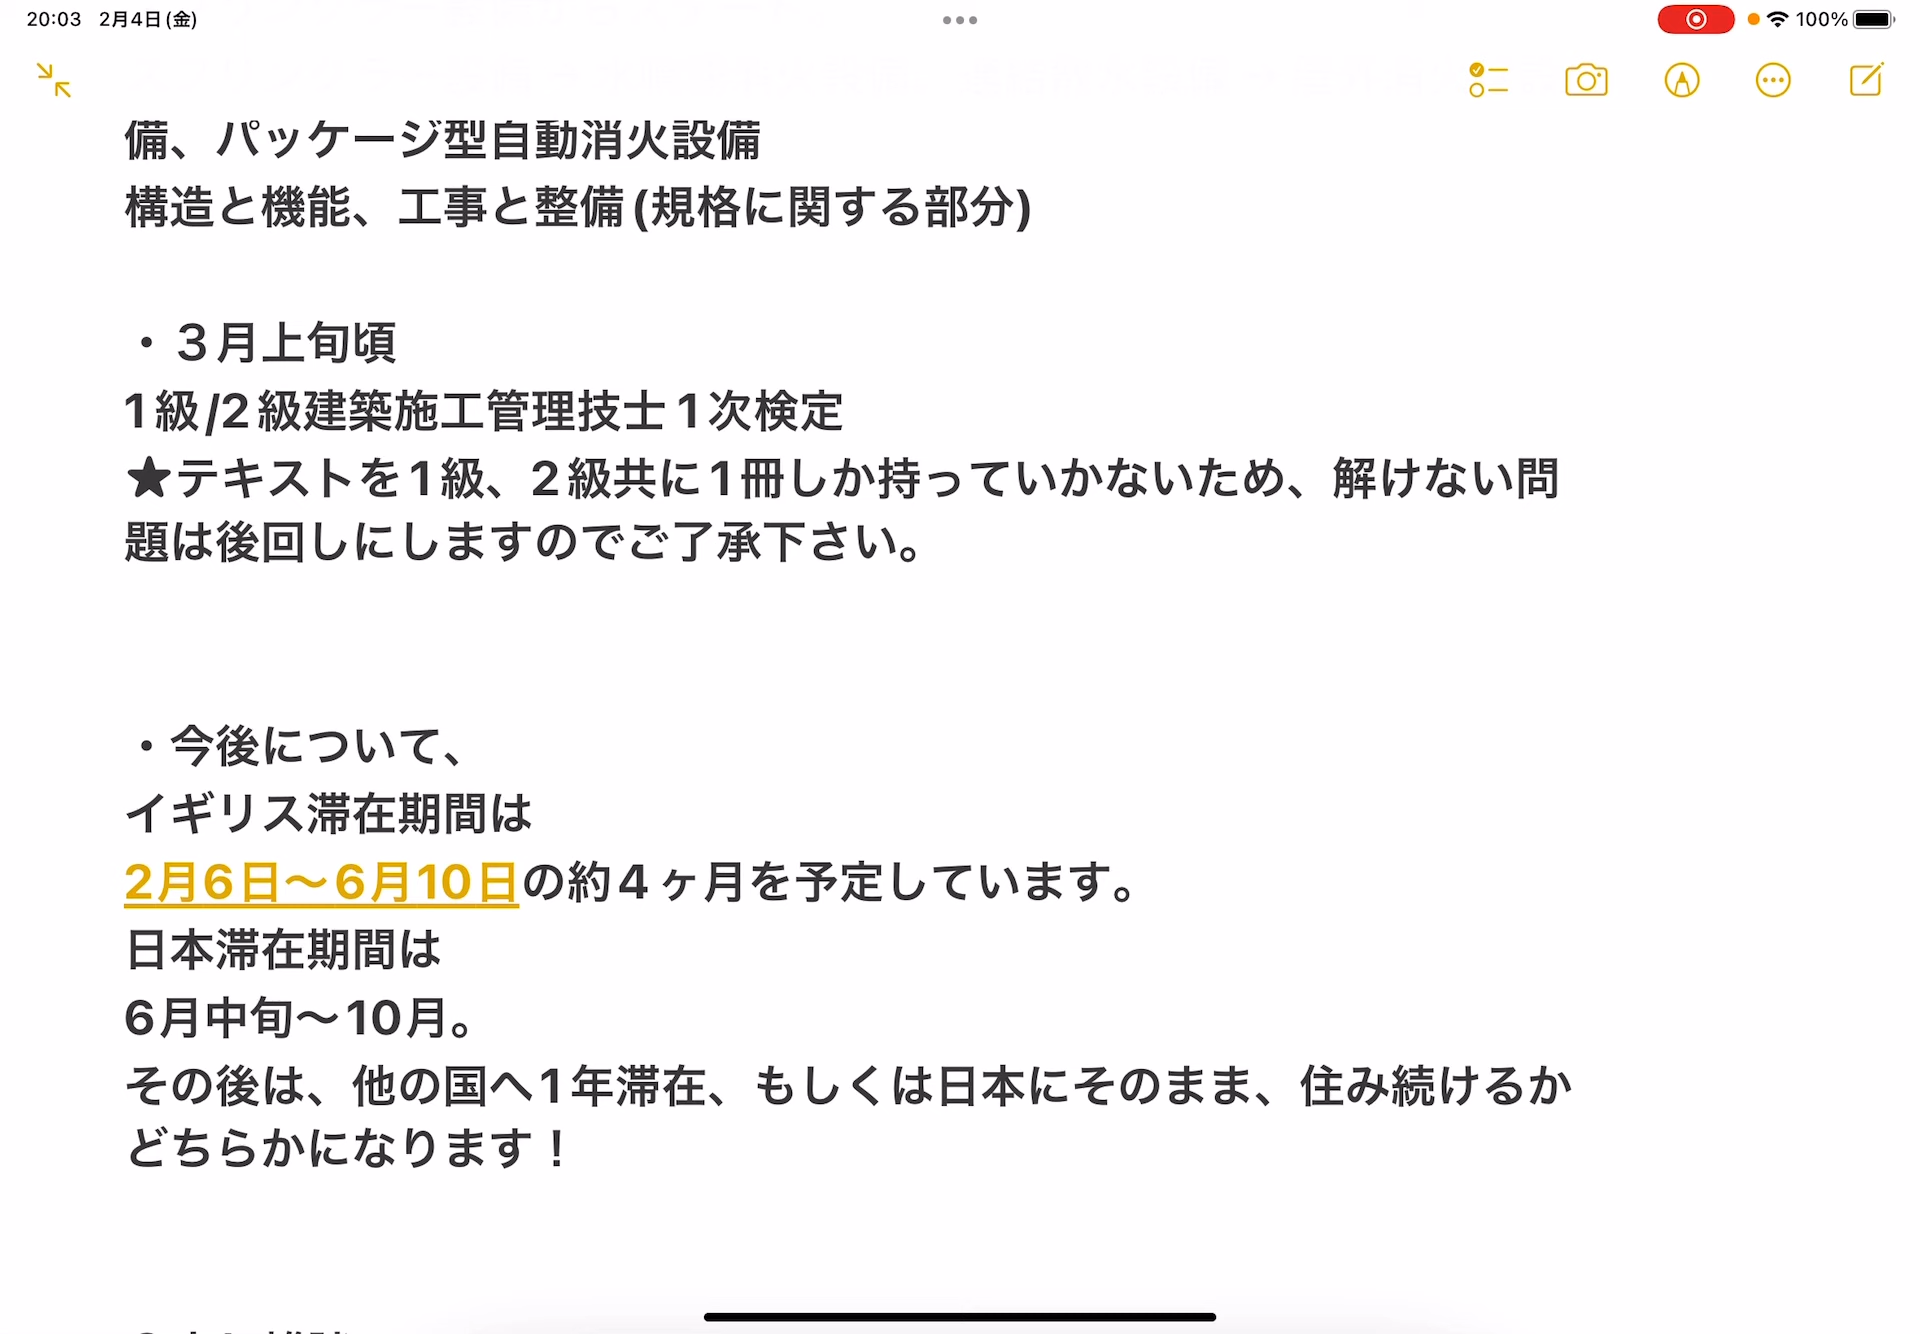 20:03 2月4日(金)
100%
備、パッケージ型自動消火設備
構造と機能、工事と整備(規格に関する部分)
・3月上旬頃
1級/2級建築施工管理技士1次検定
★テキストを1級、2級共に1冊しか持っていかないため、解けない問
題は後回しにしますのでご了承下さい。
・今後について、
イギリス滞在期間は
2月6日〜6月10日の約4ヶ月を予定しています。
日本滞在期間は
6月中旬〜10月。
その後は、他の国へ1年滞在、もしくは日本にそのまま、住み続けるか
どちらかになります！